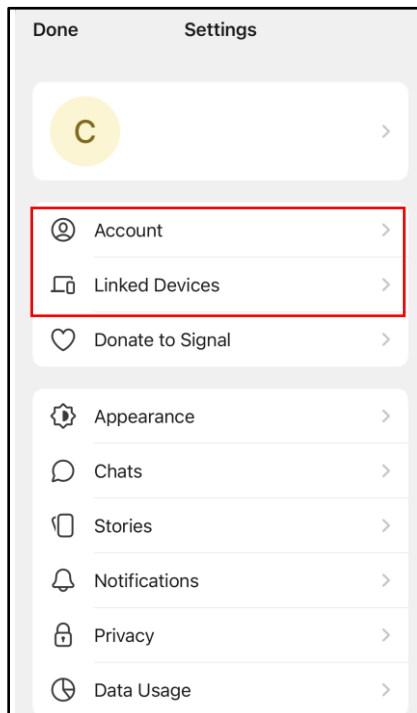 Done Settings
C
Account
Linked Devices
Donate to Signal
Appearance
Chats
Stories
Notifications
Privacy
Data Usage